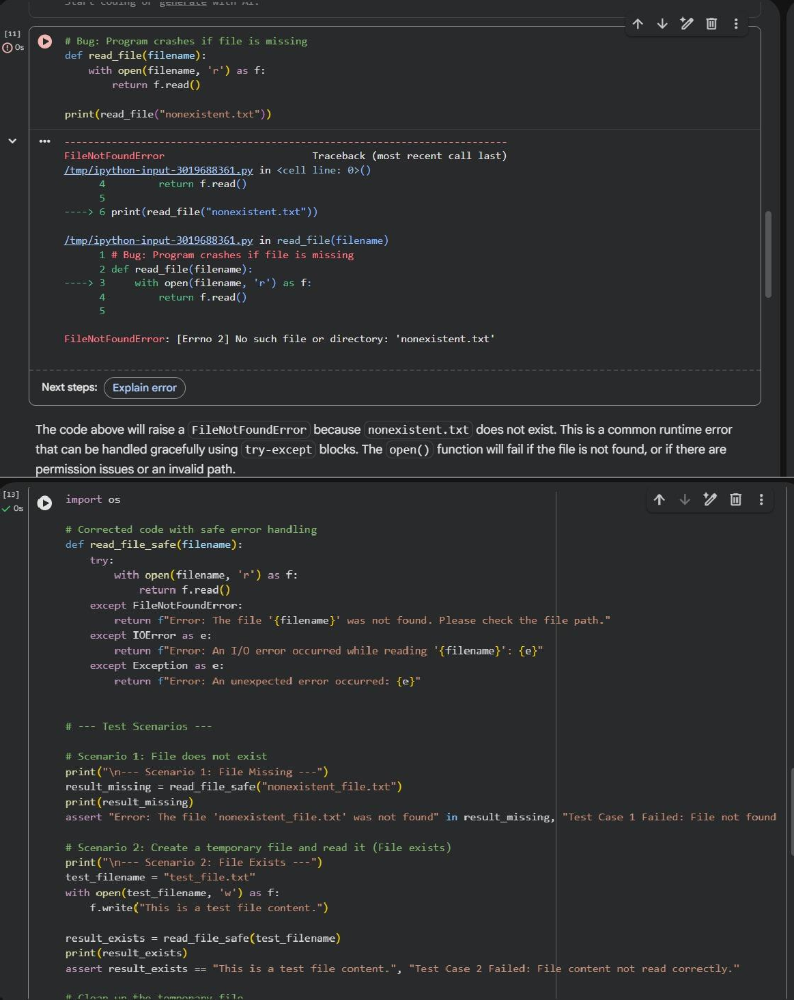 Start coding or generate with AI.
[11]
0s
# Bug: Program crashes if file is missing
def read_file(filename):
    with open(filename, 'r') as f:
        return f.read()
print(read_file("nonexistent.txt"))
---------------------------------------------------------------------------
FileNotFoundError                         Traceback (most recent call last)
/tmp/ipython-input-3019688361.py in <cell line: 0>()
      4         return f.read()
      5
----> 6 print(read_file("nonexistent.txt"))
/tmp/ipython-input-3019688361.py in read_file(filename)
      1 # Bug: Program crashes if file is missing
      2 def read_file(filename):
----> 3     with open(filename, 'r') as f:
      4         return f.read()
      5
FileNotFoundError: [Errno 2] No such file or directory: 'nonexistent.txt'
Next steps: Explain error
The code above will raise a FileNotFoundError because nonexistent.txt does not exist. This is a common runtime error
that can be handled gracefully using try-except blocks. The open() function will fail if the file is not found, or if there are
permission issues or an invalid path.
[13]
0s
import os
# Corrected code with safe error handling
def read_file_safe(filename):
    try:
        with open(filename, 'r') as f:
            return f.read()
    except FileNotFoundError:
        return f"Error: The file '{filename}' was not found. Please check the file path."
    except IOError as e:
        return f"Error: An I/O error occurred while reading '{filename}': {e}"
    except Exception as e:
        return f"Error: An unexpected error occurred: {e}"
# --- Test Scenarios ---
# Scenario 1: File does not exist
print("\n--- Scenario 1: File Missing ---")
result_missing = read_file_safe("nonexistent_file.txt")
print(result_missing)
assert "Error: The file 'nonexistent_file.txt' was not found" in result_missing, "Test Case 1 Failed: File not found
# Scenario 2: Create a temporary file and read it (File exists)
print("\n--- Scenario 2: File Exists ---")
test_filename = "test_file.txt"
with open(test_filename, 'w') as f:
    f.write("This is a test file content.")
result_exists = read_file_safe(test_filename)
print(result_exists)
assert result_exists == "This is a test file content.", "Test Case 2 Failed: File content not read correctly."
# Clean up the temporary file